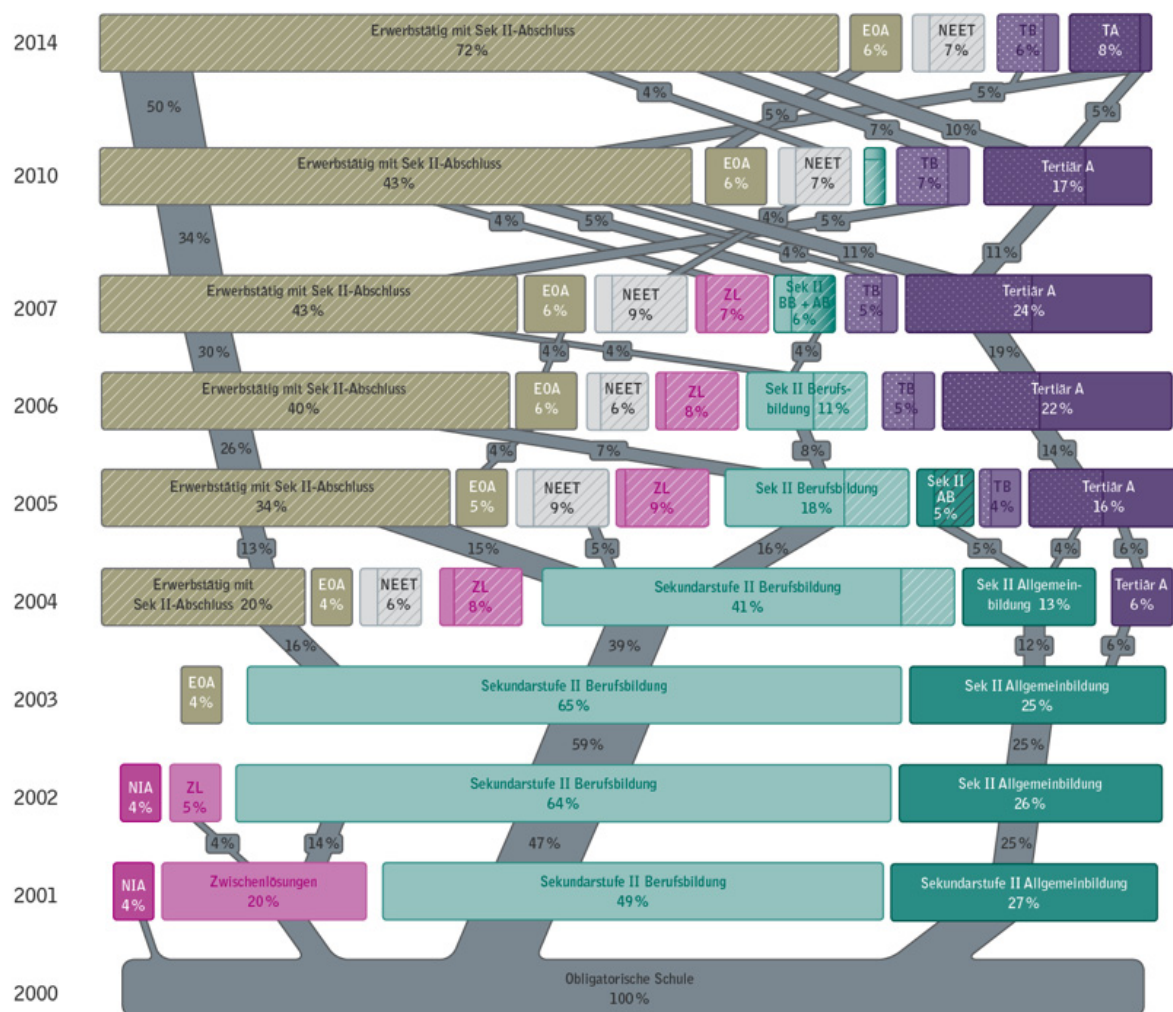 2014
Erwerbstätig mit Sek II-Abschluss
72%
EOA
6%
NEET
7%
TB
6%
TA
8%
50%
4%
5%
7%
10%
5%
5%
2010
Erwerbstätig mit Sek II-Abschluss
43%
EOA
6%
NEET
7%
TB
7%
Tertiär A
17%
34%
4%
5%
4%
4%
5%
11%
11%
2007
Erwerbstätig mit Sek II-Abschluss
43%
EOA
6%
NEET
9%
ZL
7%
Sek II
BB + AB
6%
TB
5%
Tertiär A
24%
30%
4%
4%
4%
19%
2006
Erwerbstätig mit Sek II-Abschluss
40%
EOA
6%
NEET
6%
ZL
8%
Sek II Berufs-
bildung 11%
TB
5%
Tertiär A
22%
26%
4%
7%
8%
14%
2005
Erwerbstätig mit Sek II-Abschluss
34%
EOA
5%
NEET
9%
ZL
9%
Sek II Berufsbildung
18%
Sek II
AB
5%
TB
4%
Tertiär A
16%
13%
15%
5%
16%
5%
4%
6%
2004
Erwerbstätig mit
Sek II-Abschluss 20%
EOA
4%
NEET
6%
ZL
8%
Sekundarstufe II Berufsbildung
41%
Sek II Allgemein-
bildung 13%
Tertiär A
6%
16%
39%
12%
6%
2003
EOA
4%
Sekundarstufe II Berufsbildung
65%
Sek II Allgemeinbildung
25%
59%
25%
2002
NIA
4%
ZL
5%
Sekundarstufe II Berufsbildung
64%
Sek II Allgemeinbildung
26%
4%
14%
47%
25%
2001
NIA
4%
Zwischenlösungen
20%
Sekundarstufe II Berufsbildung
49%
Sekundarstufe II Allgemeinbildung
27%
2000
Obligatorische Schule
100%